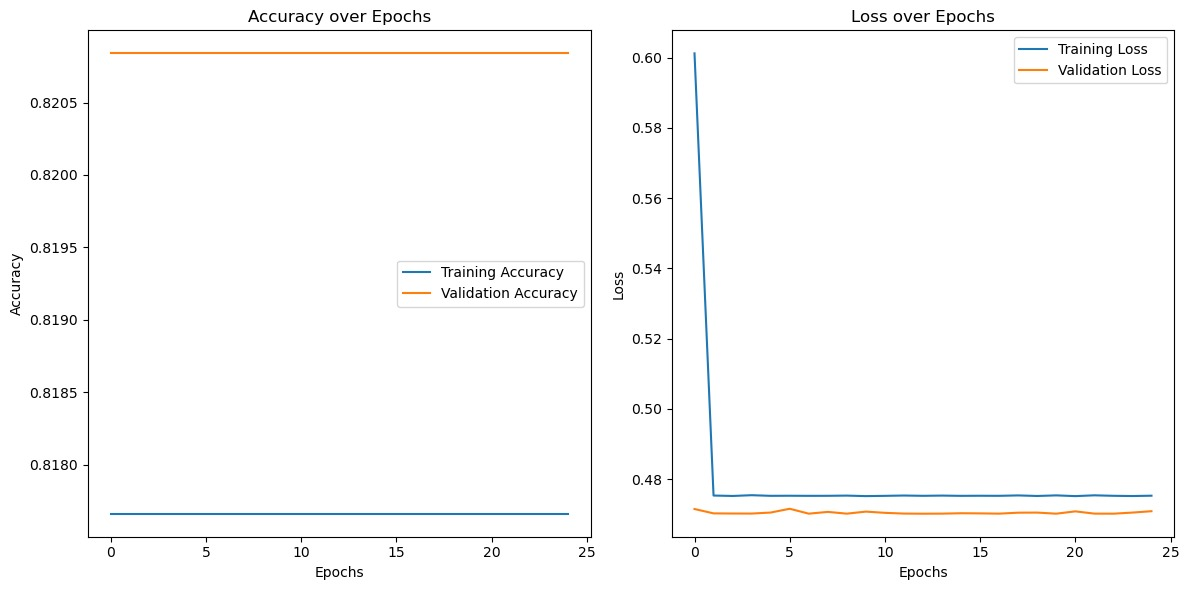 Accuracy over Epochs
Accuracy
0.8205
0.8200
0.8195
0.8190
0.8185
0.8180
Training Accuracy
Validation Accuracy
0 5 10 15 20 25
Epochs
Loss over Epochs
Loss
0.60
0.58
0.56
0.54
0.52
0.50
0.48
Training Loss
Validation Loss
0 5 10 15 20 25
Epochs